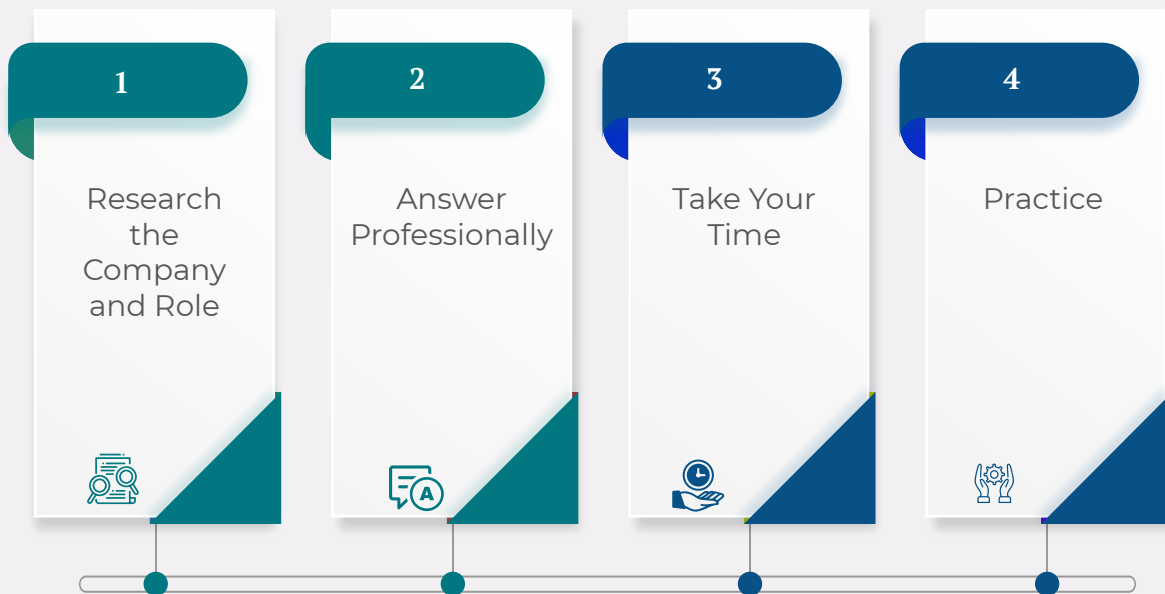 1
Research
the
Company
and Role
2
Answer
Professionally
A
3
Take Your
Time
4
Practice